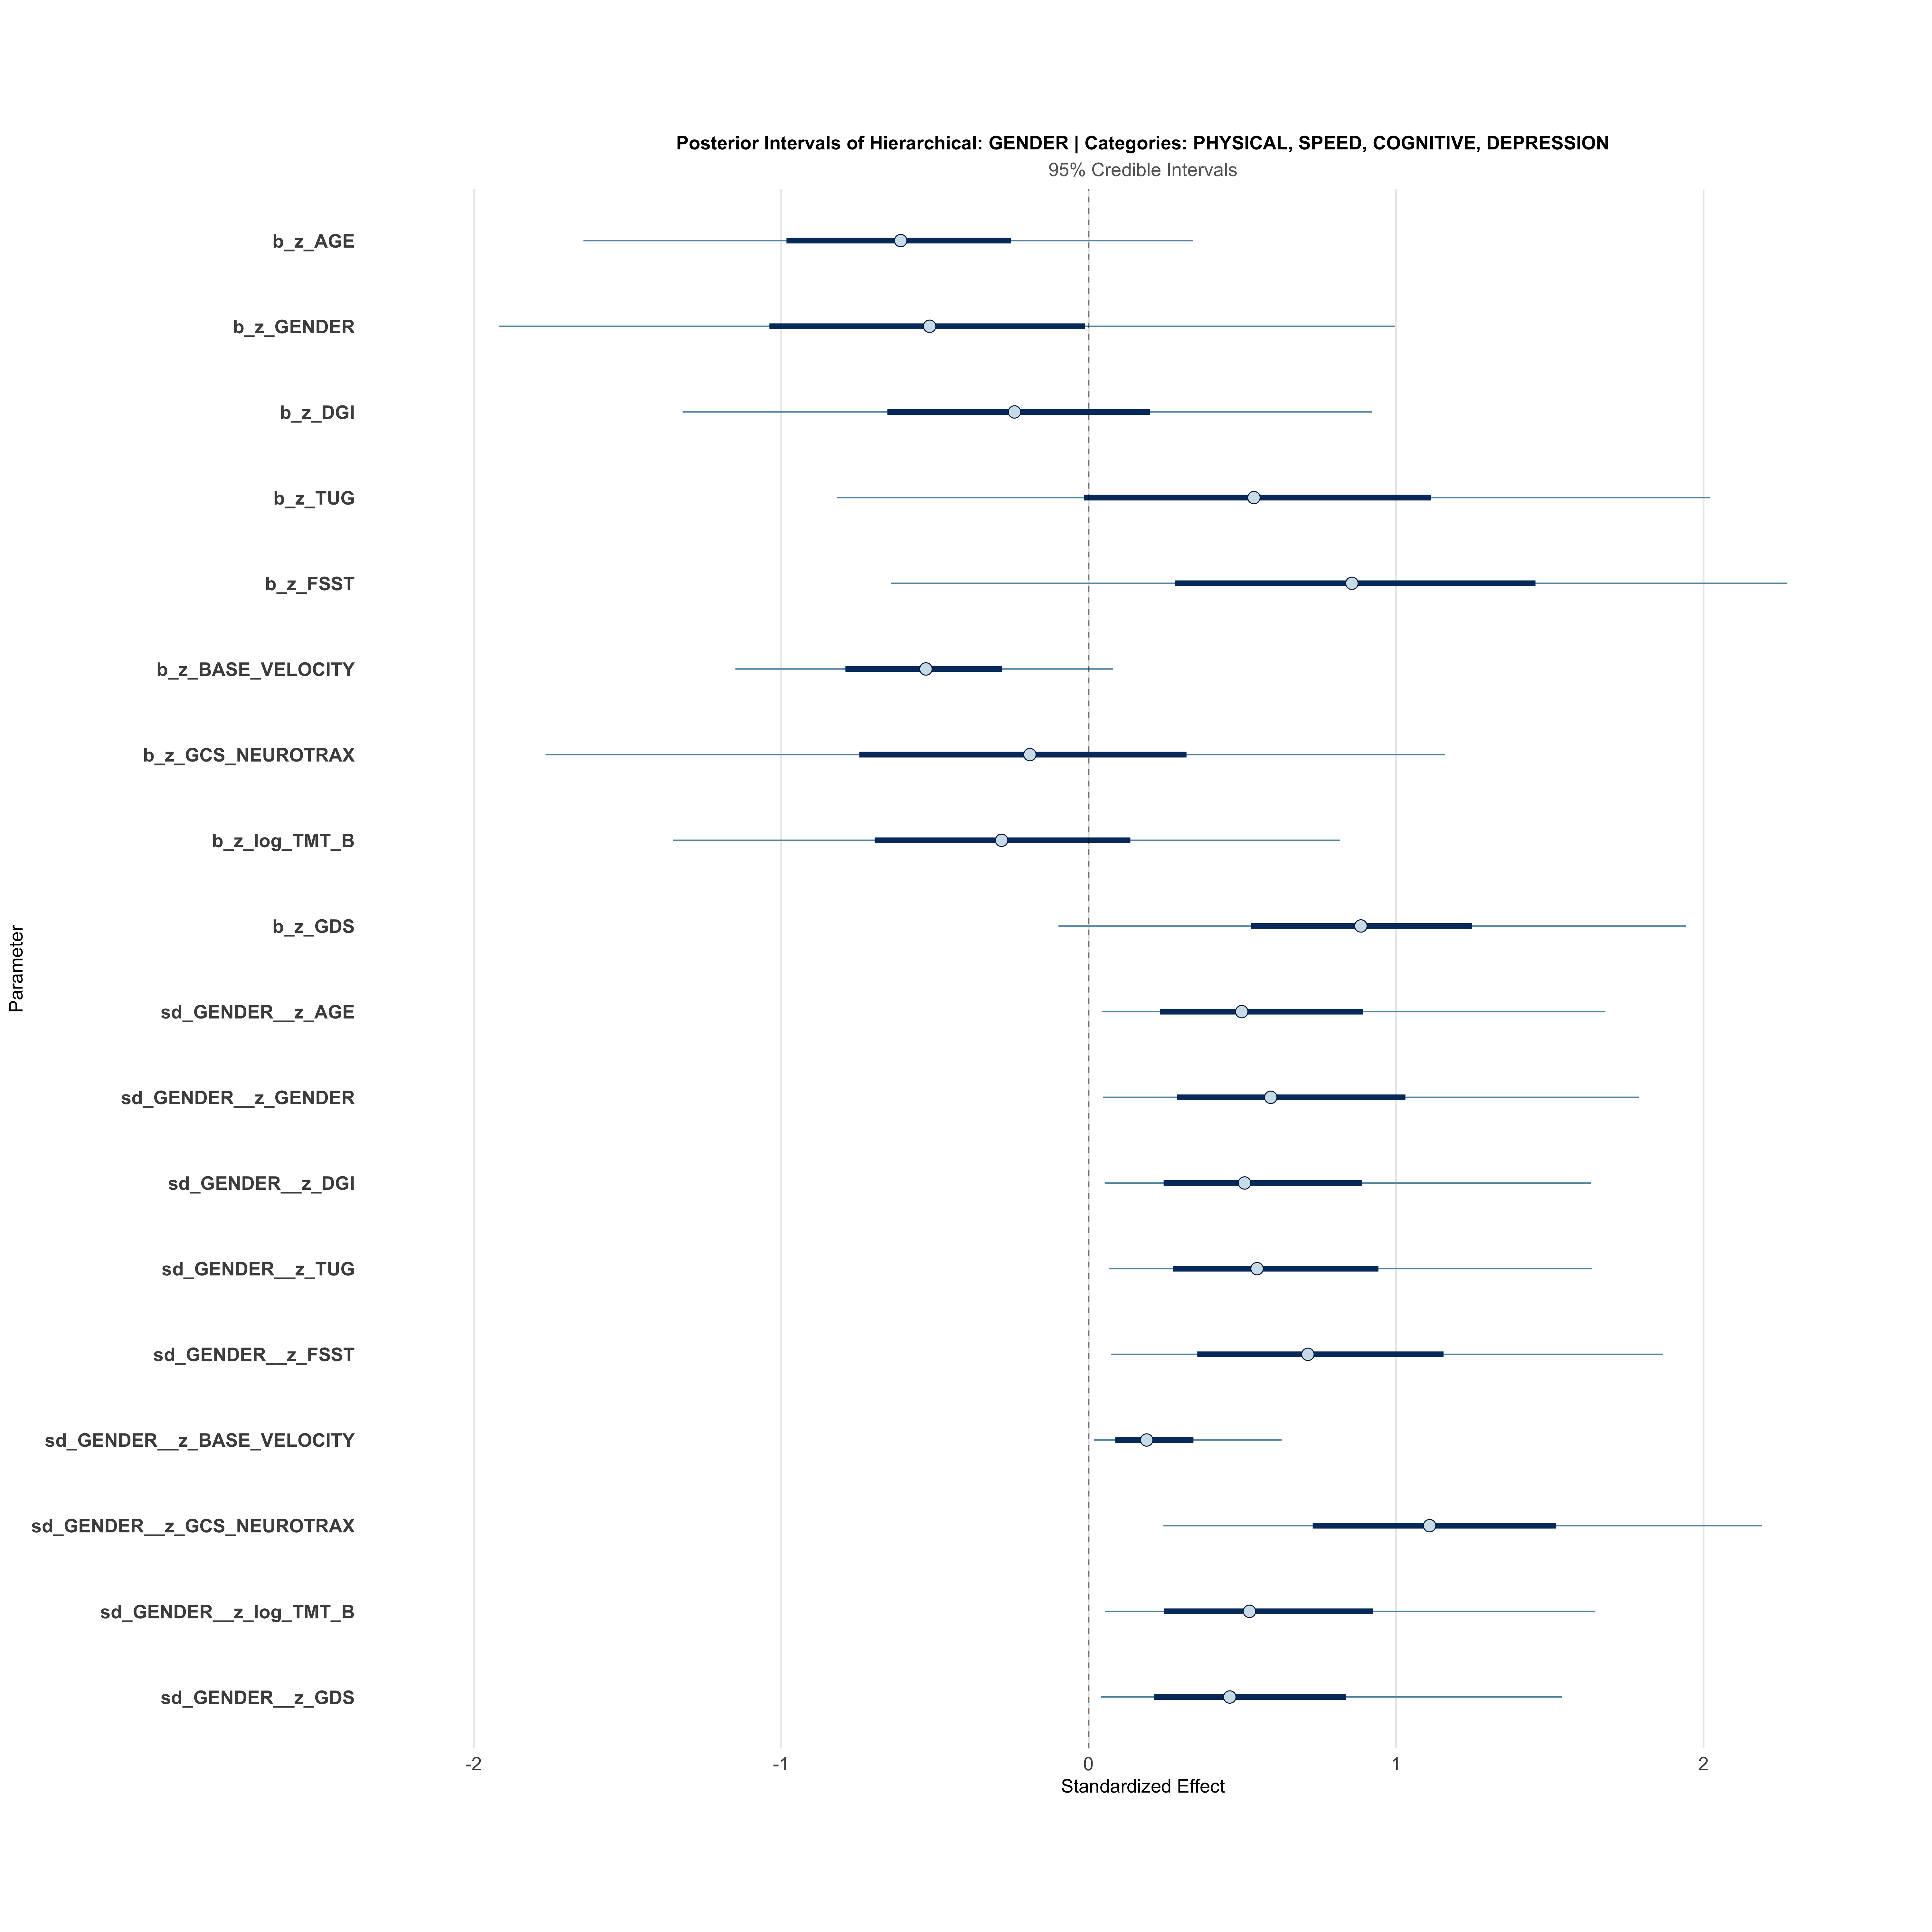 Posterior Intervals of Hierarchical: GENDER | Categories: PHYSICAL, SPEED, COGNITIVE, DEPRESSION
95% Credible Intervals
Parameter
b_z_AGE
b_z_GENDER
b_z_DGI
b_z_TUG
b_z_FSST
b_z_BASE_VELOCITY
b_z_GCS_NEUROTRAX
b_z_log_TMT_B
b_z_GDS
sd_GENDER__z_AGE
sd_GENDER__z_GENDER
sd_GENDER__z_DGI
sd_GENDER__z_TUG
sd_GENDER__z_FSST
sd_GENDER__z_BASE_VELOCITY
sd_GENDER__z_GCS_NEUROTRAX
sd_GENDER__z_log_TMT_B
sd_GENDER__z_GDS
-2 -1 0 1 2
Standardized Effect